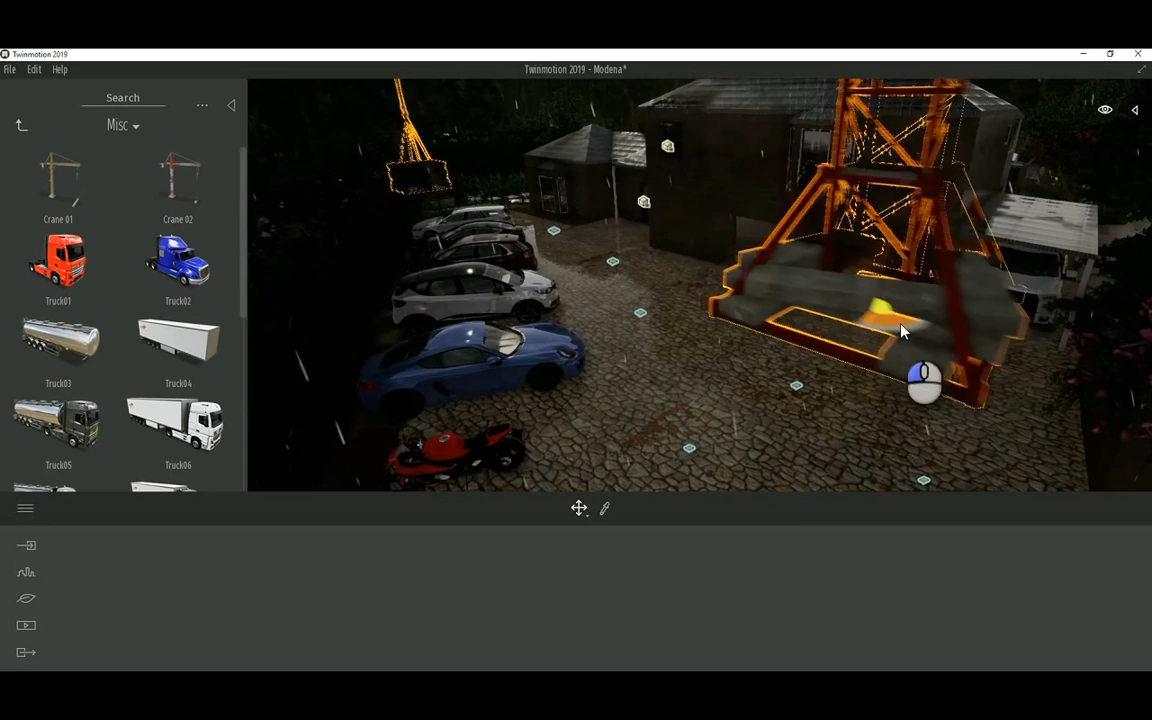 Twinmotion 2019
File Edit Help
Twinmotion 2019 - Modena*
Search
...
Misc
Crane 01
Crane 02
Truck01
Truck02
Truck03
Truck04
Truck05
Truck06